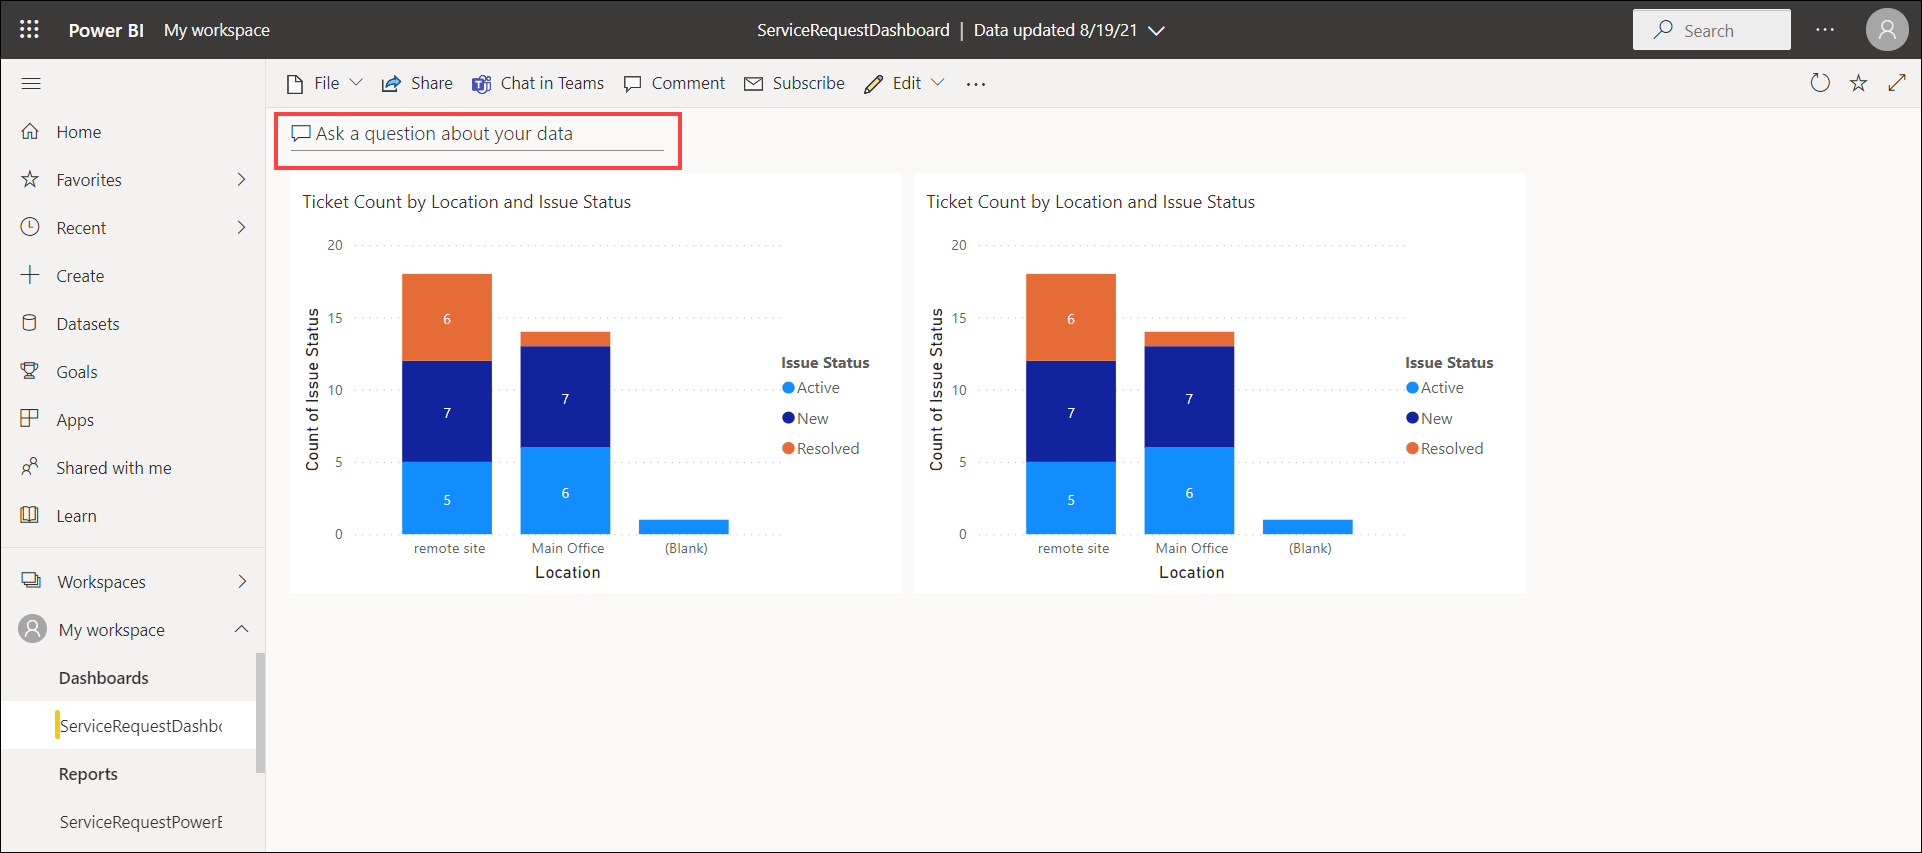 Power BI My workspace
ServiceRequestDashboard | Data updated 8/19/21
Search
File Share Chat in Teams Comment Subscribe Edit
Home
Favorites
Recent
Create
Datasets
Goals
Apps
Shared with me
Learn
Workspaces
My workspace
Dashboards
ServiceRequestDashbo
Reports
ServiceRequestPowerB
Ask a question about your data
Ticket Count by Location and Issue Status
Count of Issue Status
20
15
10
5
0
6
7
5
7
6
remote site Main Office (Blank)
Location
Issue Status
Active
New
Resolved
Ticket Count by Location and Issue Status
Count of Issue Status
20
15
10
5
0
6
7
5
7
6
remote site Main Office (Blank)
Location
Issue Status
Active
New
Resolved